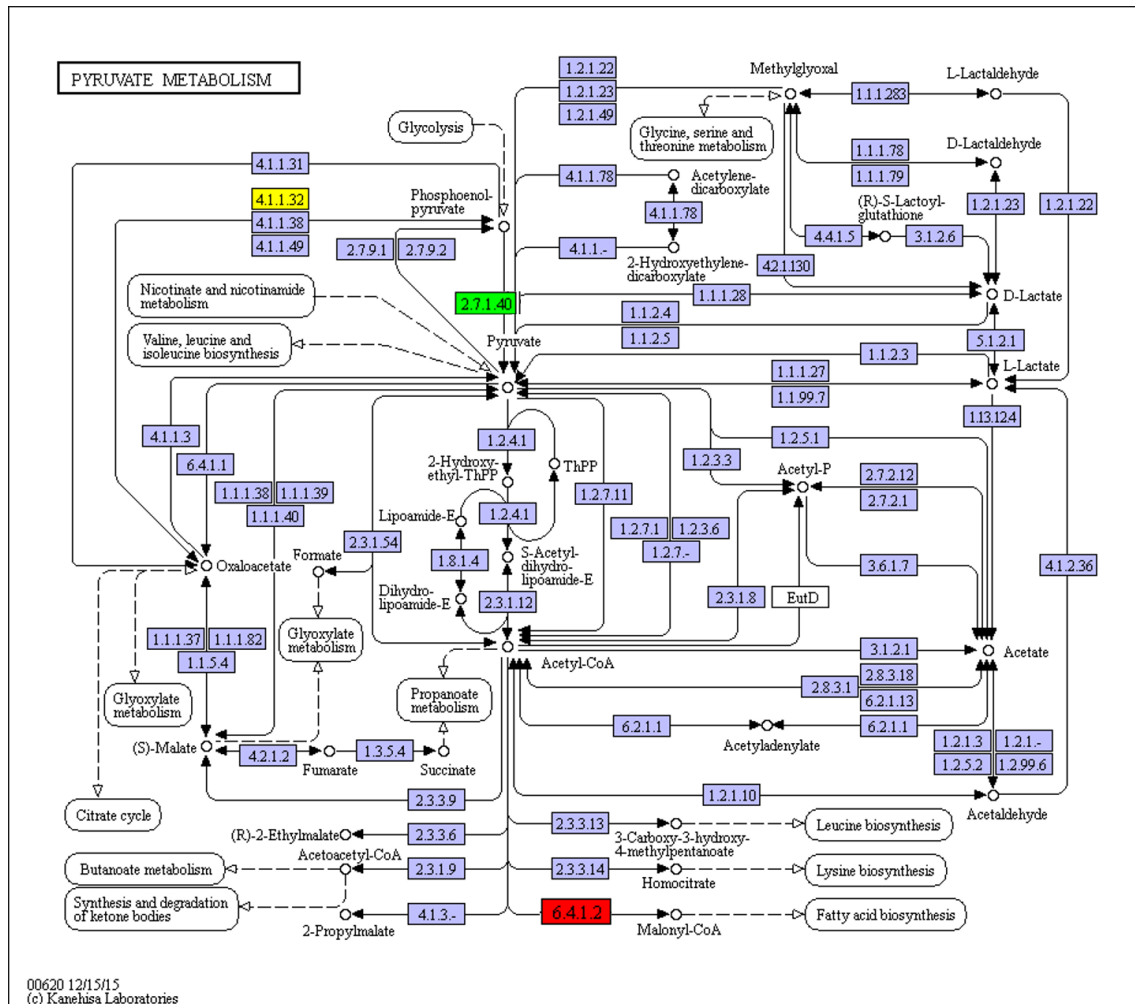 PYRUVATE METABOLISM
1.2.1.22
1.2.1.23
1.2.1.49
Methylglyoxal
L-Lactaldehyde
1.1.1.283
Glycolysis
Glycine, serine and
threonine metabolism
D-Lactaldehyde
1.1.1.78
1.1.1.79
4.1.1.31
4.1.1.32
4.1.1.38
4.1.1.49
Phosphoenol-
pyruvate
4.1.1.78
Acetylene-
dicarboxylate
4.1.1.78
(R)-S-Lactoyl-
glutathione
1.2.1.23
1.2.1.22
2.7.9.1
2.7.9.2
4.1.1.-
2-Hydroxyethylene-
dicarboxylate
4.4.1.5
3.1.2.6
4.2.1.130
Nicotinate and nicotinamide
metabolism
2.7.1.40
1.1.1.28
D-Lactate
Valine, leucine and
isoleucine biosynthesis
Pyruvate
1.1.2.4
1.1.2.5
5.1.2.1
1.1.2.3
L-Lactate
1.1.1.27
1.1.99.7
1.13.12.4
4.1.1.3
6.4.1.1
1.1.1.38
1.1.1.39
1.1.1.40
1.2.4.1
2-Hydroxy-
ethyl-ThPP
ThPP
1.2.5.1
1.2.3.3
Acetyl-P
2.7.2.12
2.7.2.1
1.2.7.11
Lipoamide-E
1.2.4.1
1.2.7.1
1.2.3.6
1.2.7.-
2.3.1.54
Formate
1.8.1.4
S-Acetyl-
dihydro-
lipoamide-E
Oxaloacetate
3.6.1.7
4.1.2.36
Dihydro-
lipoamide-E
2.3.1.12
2.3.1.8
EutD
1.1.1.37
1.1.1.82
1.1.5.4
Glyoxylate
metabolism
Acetyl-CoA
3.1.2.1
Acetate
Glyoxylate
metabolism
Propanoate
metabolism
2.8.3.1
2.8.3.18
6.2.1.13
6.2.1.1
Acetyladenylate
6.2.1.1
(S)-Malate
4.2.1.2
Fumarate
1.3.5.4
Succinate
1.2.1.3
1.2.1.-
1.2.5.2
1.2.99.6
2.3.3.9
1.2.1.10
Acetaldehyde
Citrate cycle
(R)-2-Ethylmalate
2.3.3.6
2.3.3.13
3-Carboxy-3-hydroxy-
4-methylpentanoate
Leucine biosynthesis
Butanoate metabolism
Acetoacetyl-CoA
2.3.1.9
2.3.3.14
Homocitrate
Lysine biosynthesis
Synthesis and degradation
of ketone bodies
4.1.3.-
2-Propylmalate
6.4.1.2
Malonyl-CoA
Fatty acid biosynthesis
00620 12/15/15
(c) Kanehisa Laboratories